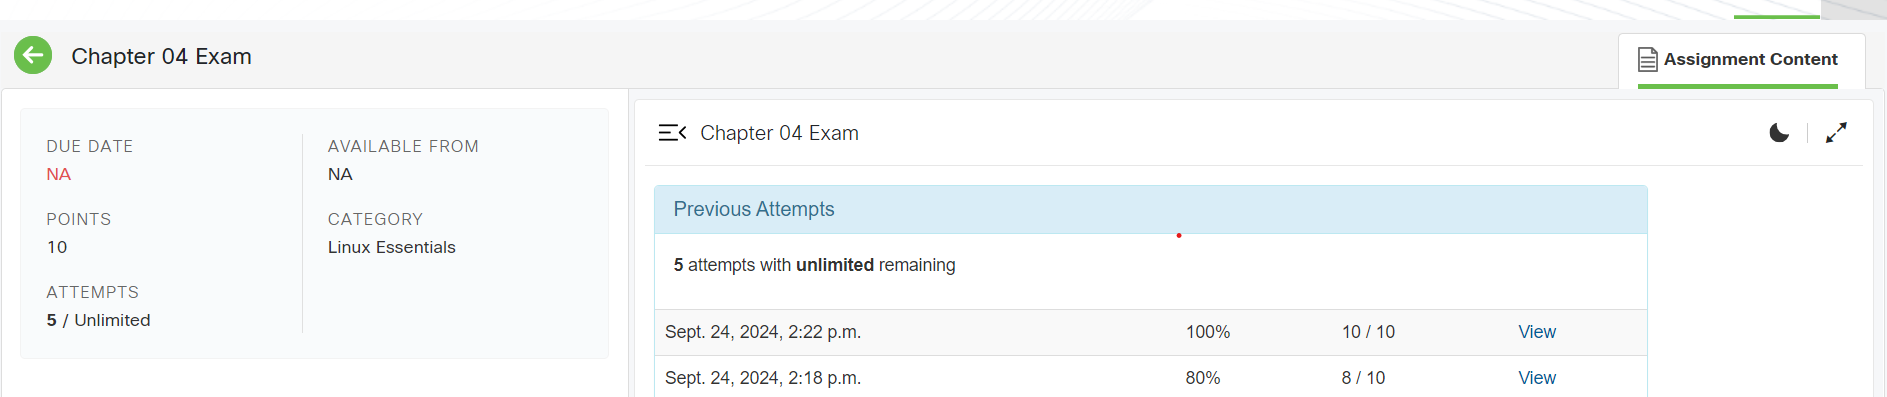 Chapter 04 Exam
Assignment Content
DUE DATE
NA
AVAILABLE FROM
NA
POINTS
10
CATEGORY
Linux Essentials
ATTEMPTS
5 / Unlimited
Chapter 04 Exam
Previous Attempts
5 attempts with unlimited remaining
Sept. 24, 2024, 2:22 p.m. 100% 10 / 10 View
Sept. 24, 2024, 2:18 p.m. 80% 8 / 10 View